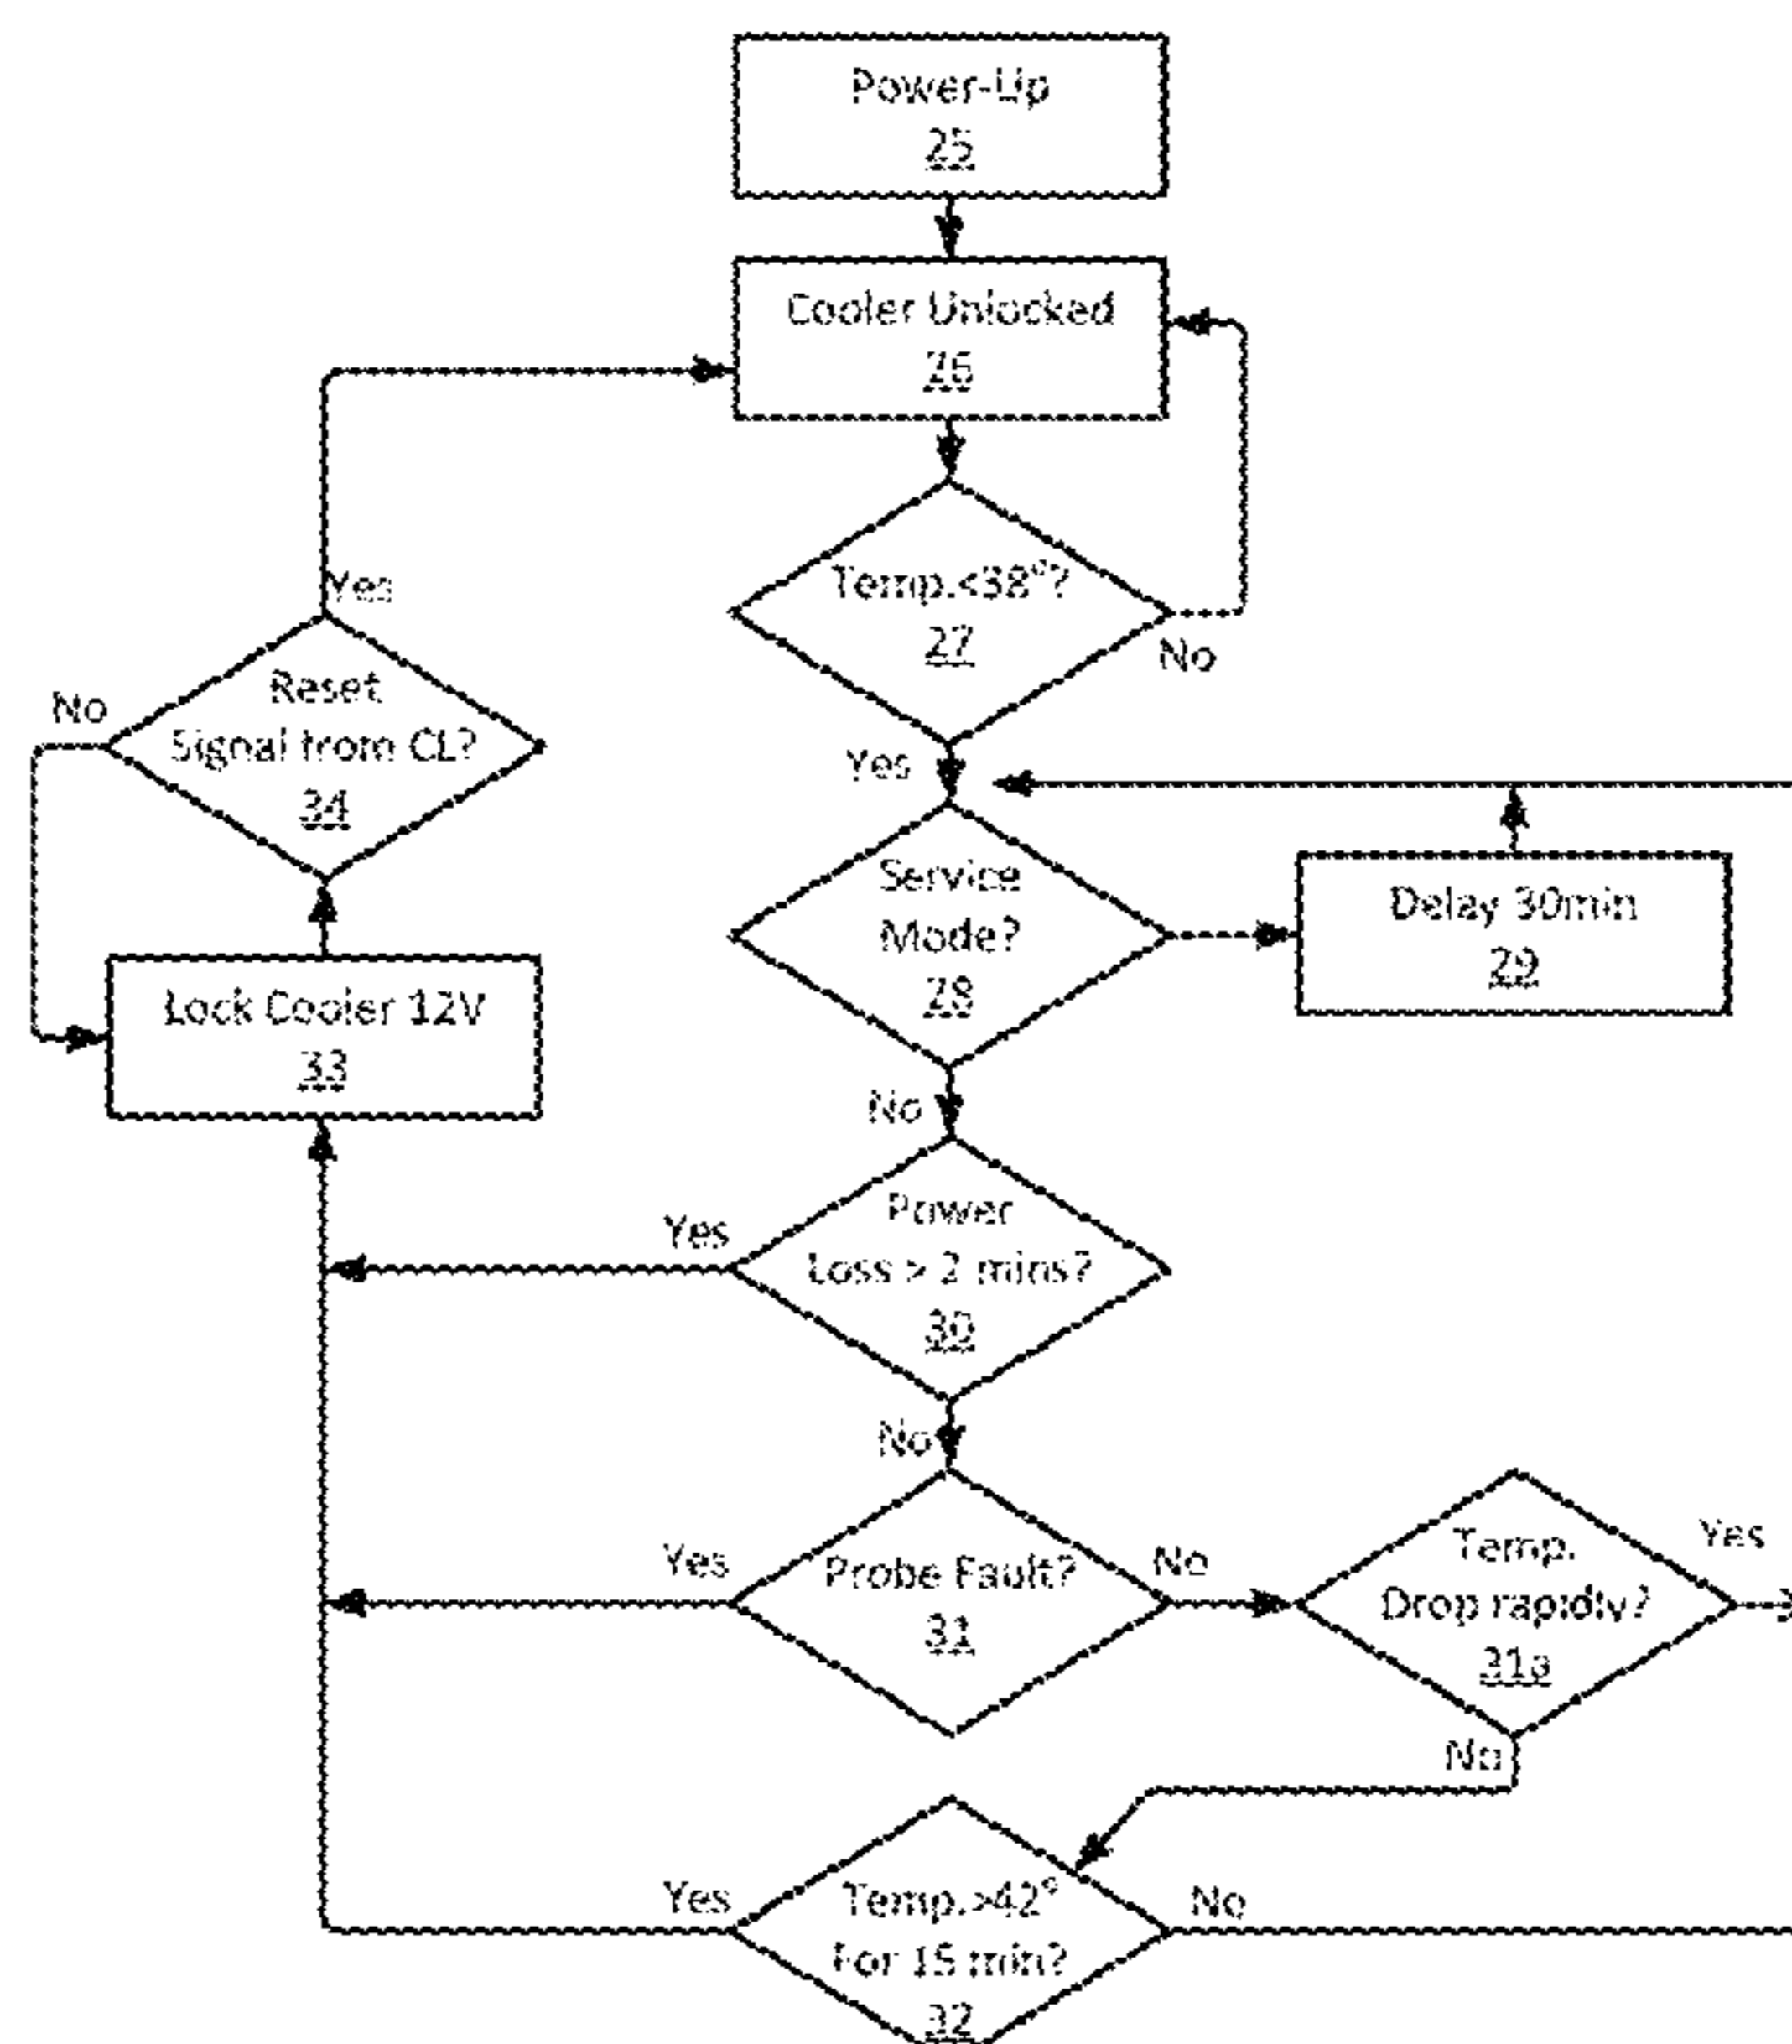 Power-Up
25
Cooler Unlocked
26
Temp.<38°?
27
No
Yes
Yes
Reset
Signal from CL?
34
No
Service
Mode?
28
Delay 30min
29
Lock Cooler 12V
33
No
Power
Loss > 2 mins?
30
Yes
No
Probe Fault?
31
Yes
No
Temp.
Drop rapidly?
31a
Yes
No
Temp.>42°
For 15 min?
32
Yes
No